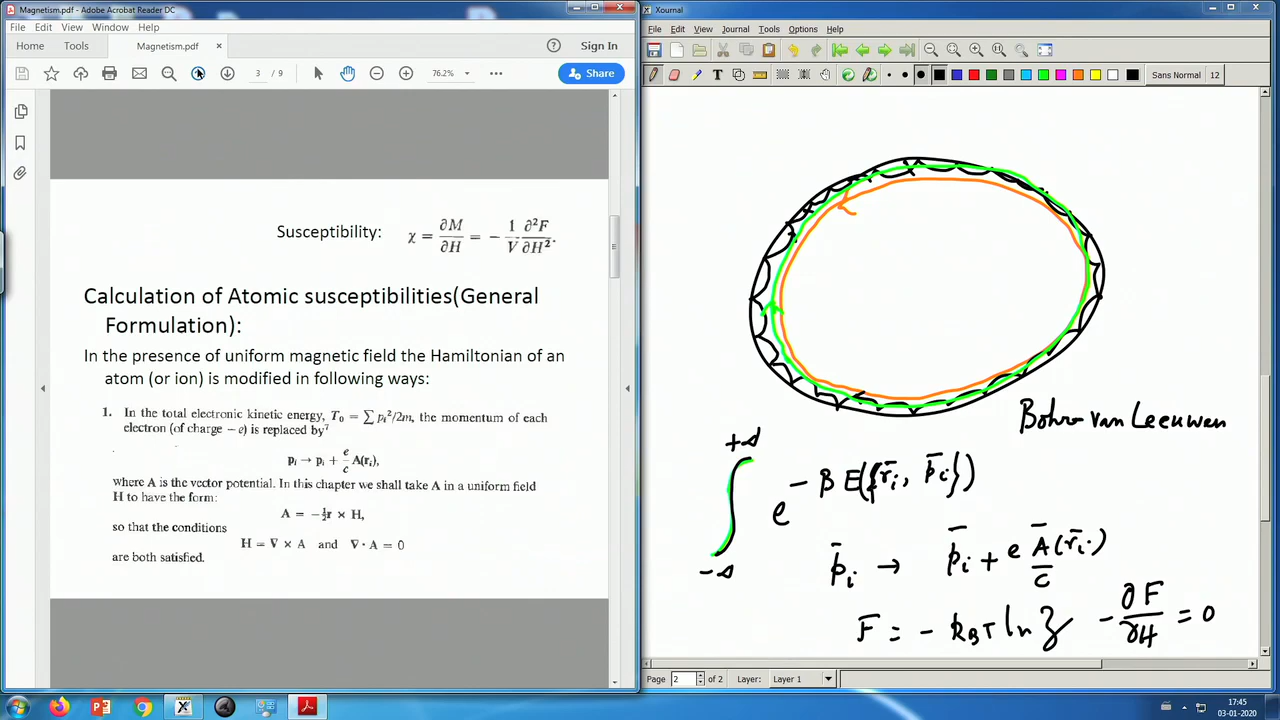 Magnetism.pdf - Adobe Acrobat Reader DC
File Edit View Window Help
Home Tools Magnetism.pdf × Sign In
3 / 9 76.2% Share
Susceptibility: χ = ∂M/∂H = - 1/V ∂²F/∂H².
Calculation of Atomic susceptibilities(General
Formulation):
In the presence of uniform magnetic field the Hamiltonian of an
atom (or ion) is modified in following ways:
1. In the total electronic kinetic energy, T₀ = ∑ pᵢ²/2m, the momentum of each
electron (of charge −e) is replaced by⁷
pᵢ → pᵢ + e/c A(rᵢ),
where A is the vector potential. In this chapter we shall take A in a uniform field
H to have the form:
A = −½r × H,
so that the conditions
H = ∇ × A and ∇ · A = 0
are both satisfied.
Xournal
File Edit View Journal Tools Options Help
Sans Normal 12
Bohr van Leeuwen
+∞
e^{-βE({r̄ᵢ, p̄ᵢ})}
-∞
p̄ᵢ → p̄ᵢ + e Ā(r̄ᵢ)/c
F = - k_BT ln Z - ∂F/∂H = 0
Page 2 of 2 Layer: Layer 1
17:45
03-01-2020